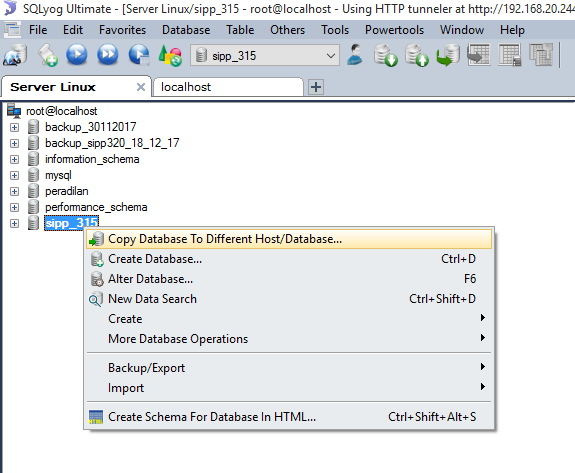 SQLyog Ultimate - [Server Linux/sipp_315 - root@localhost - Using HTTP tunneler at http://192.168.20.244
File Edit Favorites Database Table Others Tools Powertools Window Help
sipp_315
Server Linux localhost
root@localhost
backup_30112017
backup_sipp320_18_12_17
information_schema
mysql
peradilan
performance_schema
sipp_315
Copy Database To Different Host/Database...
Create Database... Ctrl+D
Alter Database... F6
New Data Search Ctrl+Shift+D
Create
More Database Operations
Backup/Export
Import
Create Schema For Database In HTML... Ctrl+Shift+Alt+S